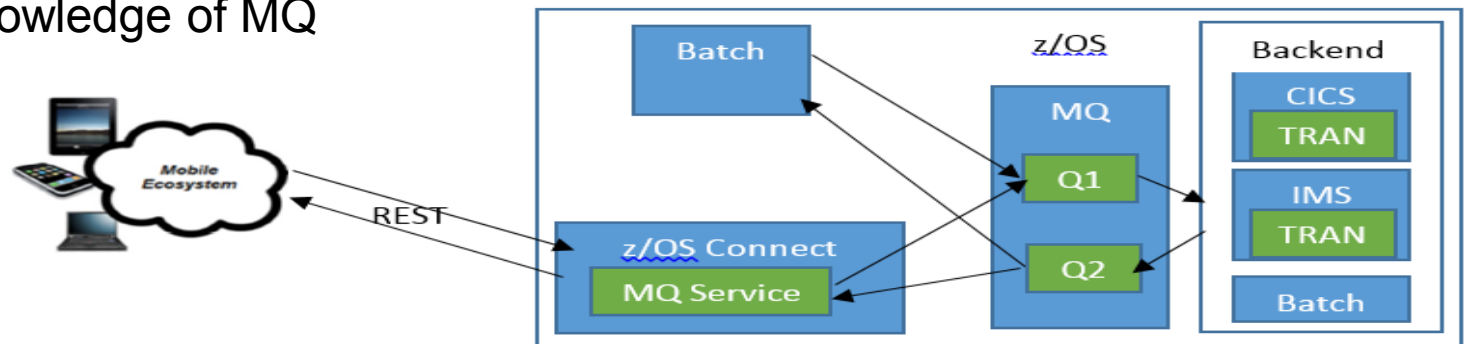 owledge of MQ
Batch
z/OS
Backend
MQ
CICS
TRAN
Mobile
Ecosystem
Q1
IMS
TRAN
REST
z/OS Connect
MQ Service
Q2
Batch